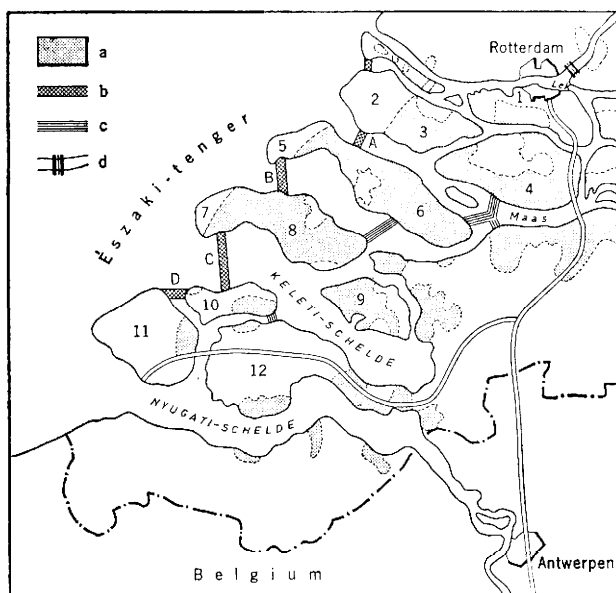 a
b
c
d
Rotterdam
Lek
1
2
3
A
4
5
B
6
Maas
7
8
C
Északi-tenger
D
10
9
KELETI-SCHELDE
11
12
NYUGATI-SCHELDE
Belgium
Antwerpen